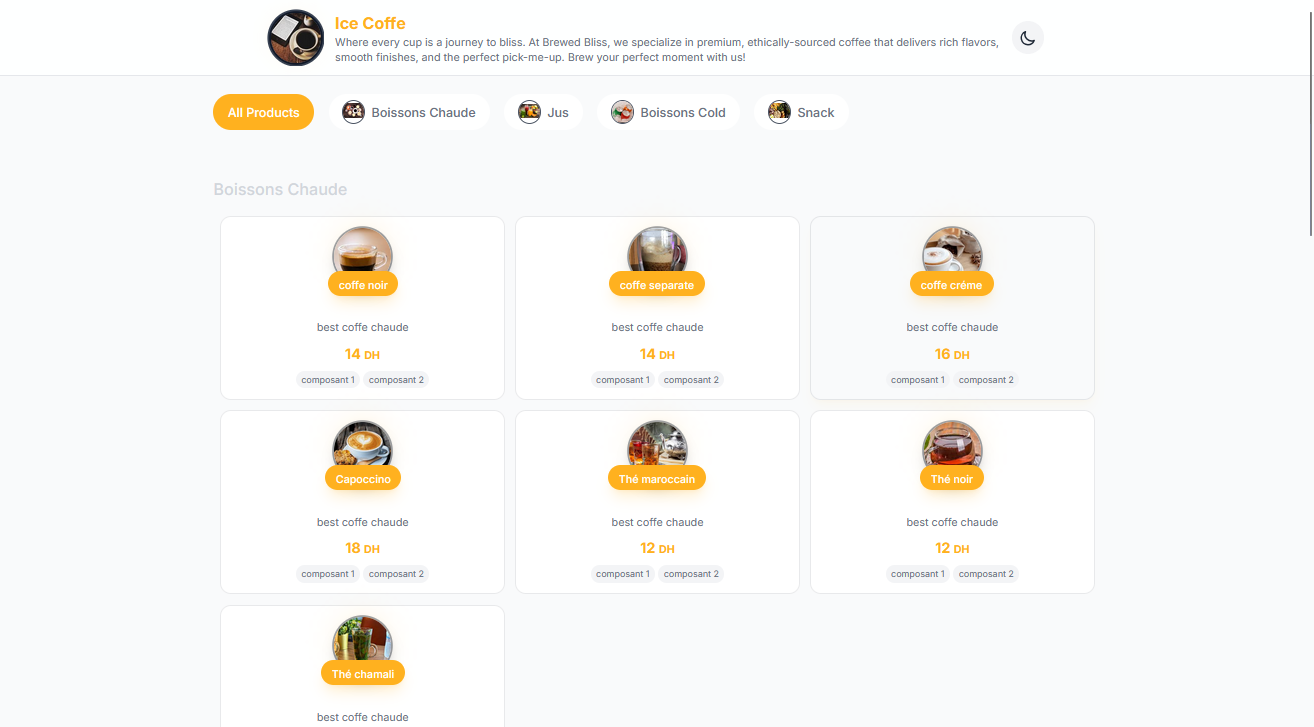 Ice Coffe
Where every cup is a journey to bliss. At Brewed Bliss, we specialize in premium, ethically-sourced coffee that delivers rich flavors,
smooth finishes, and the perfect pick-me-up. Brew your perfect moment with us!
All Products
Boissons Chaude
Jus
Boissons Cold
Snack
Boissons Chaude
coffe noir
best coffe chaude
14 DH
composant 1 composant 2
coffe separate
best coffe chaude
14 DH
composant 1 composant 2
coffe créme
best coffe chaude
16 DH
composant 1 composant 2
Capoccino
best coffe chaude
18 DH
composant 1 composant 2
Thé maroccain
best coffe chaude
12 DH
composant 1 composant 2
Thé noir
best coffe chaude
12 DH
composant 1 composant 2
Thé chamali
best coffe chaude